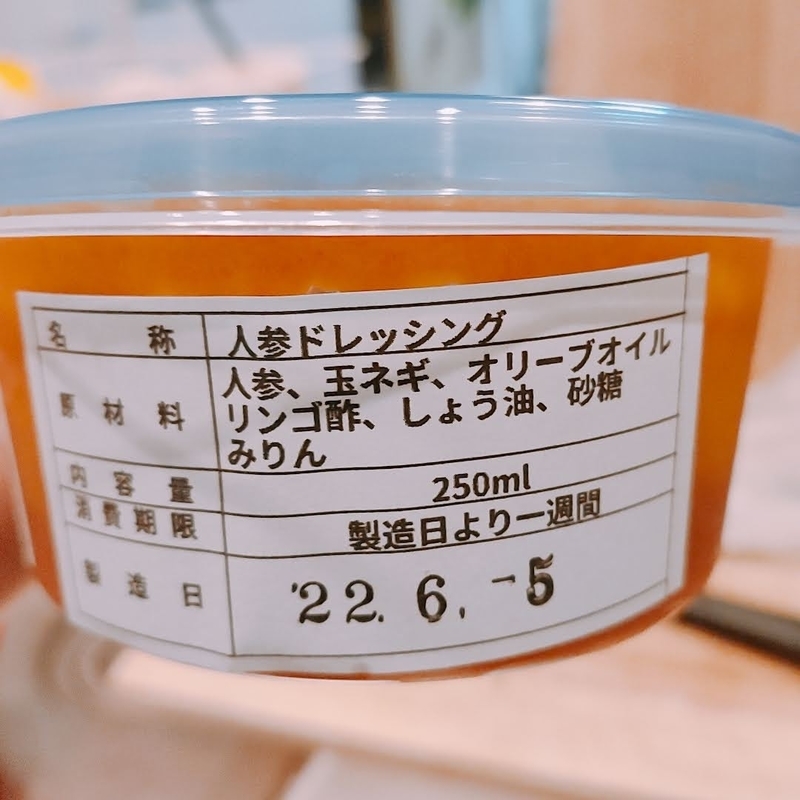 名称 人参ドレッシング
原材料 人参、玉ネギ、オリーブオイル
リンゴ酢、しょう油、砂糖
みりん
内容量 250ml
消費期限 製造日より一週間
製造日 '22.6.-5